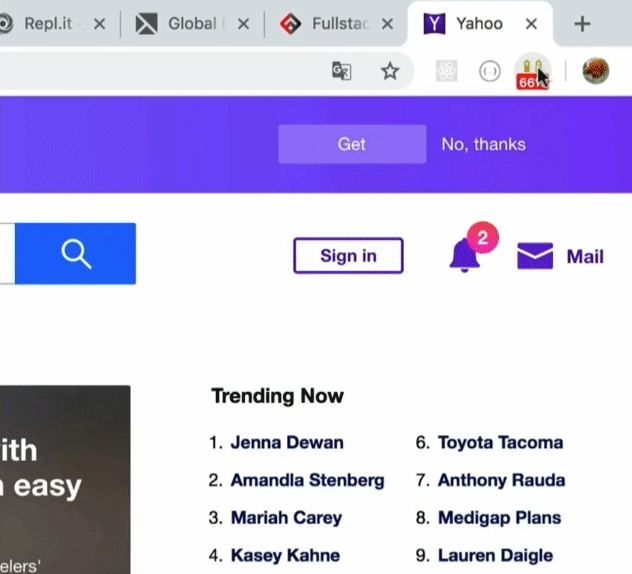 Repl.it
Global
Fullstac
Yahoo
Get
No, thanks
Sign in
2
Mail
Trending Now
1. Jenna Dewan
2. Amandla Stenberg
3. Mariah Carey
4. Kasey Kahne
6. Toyota Tacoma
7. Anthony Rauda
8. Medigap Plans
9. Lauren Daigle
ith
easy
elers'